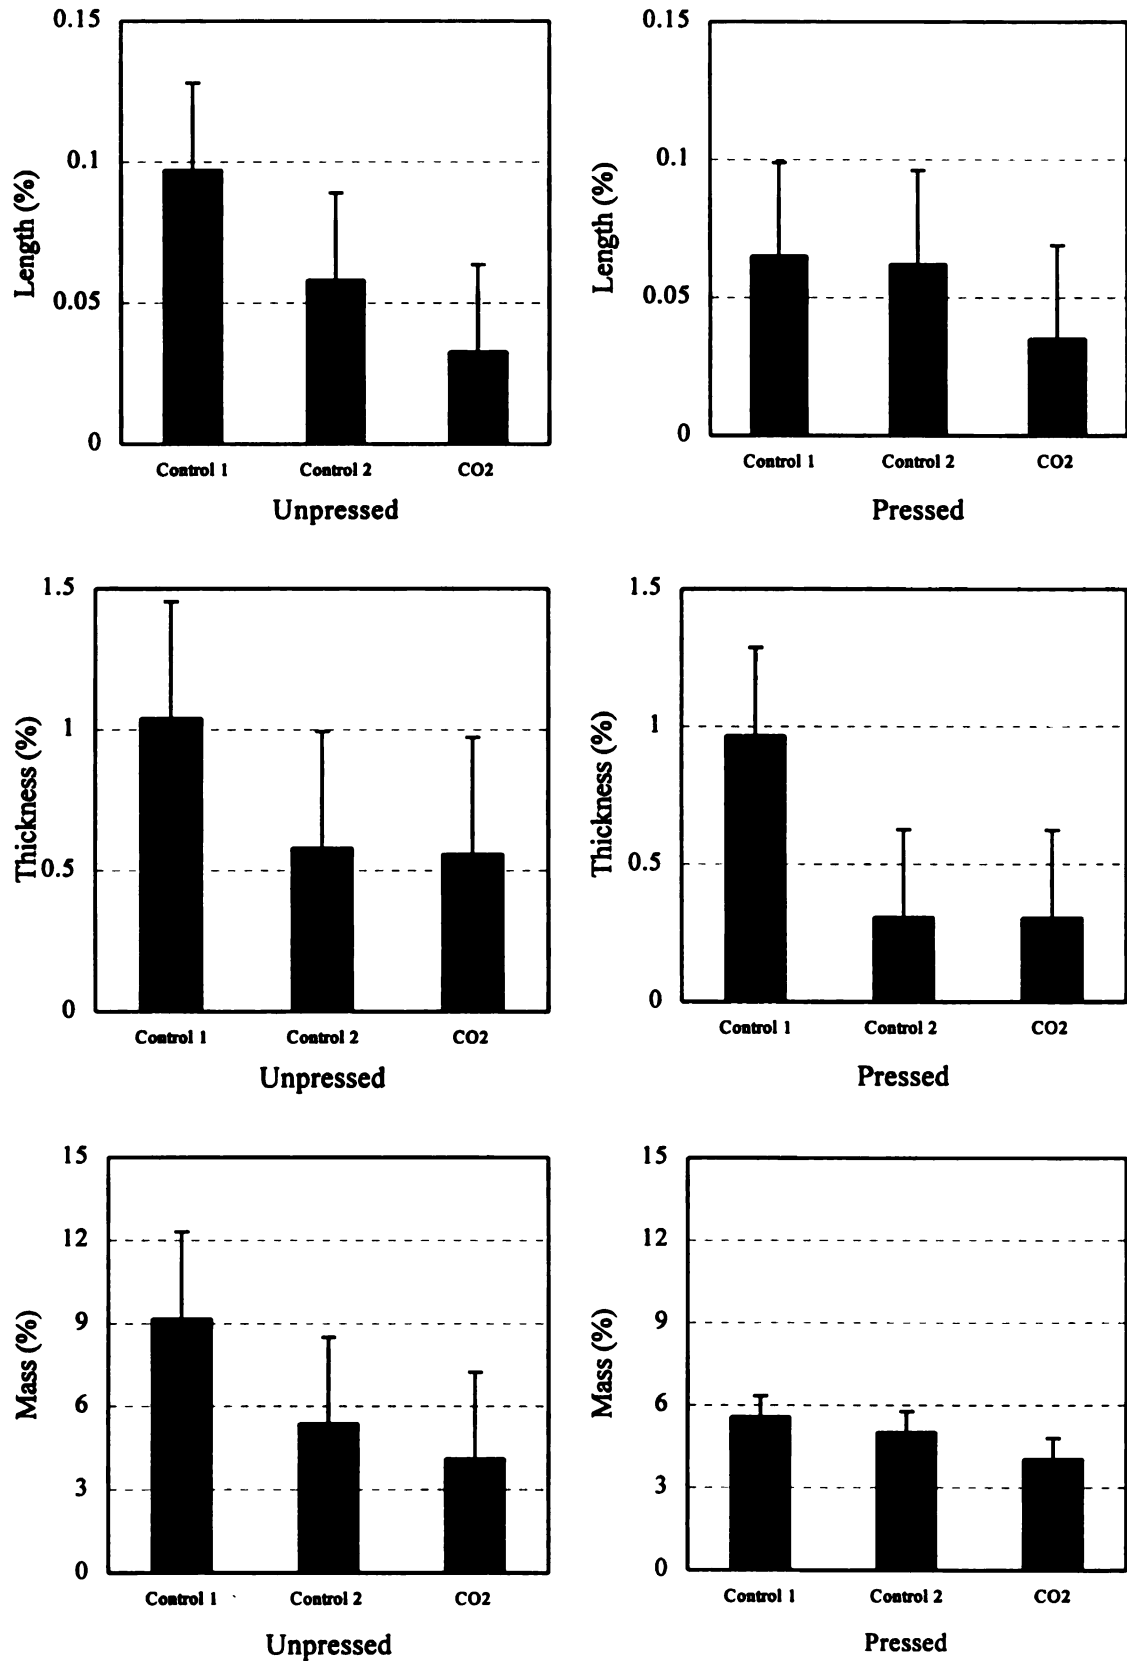 0.15
0.1
0.05
0
Length (%)
Control 1 Control 2 CO2
Unpressed
0.15
0.1
0.05
0
Length (%)
Control 1 Control 2 CO2
Pressed
1.5
1
0.5
0
Thickness (%)
Control 1 Control 2 CO2
Unpressed
1.5
1
0.5
0
Thickness (%)
Control 1 Control 2 CO2
Pressed
15
12
9
6
3
0
Mass (%)
Control 1 Control 2 CO2
Unpressed
15
12
9
6
3
0
Mass (%)
Control 1 Control 2 CO2
Pressed